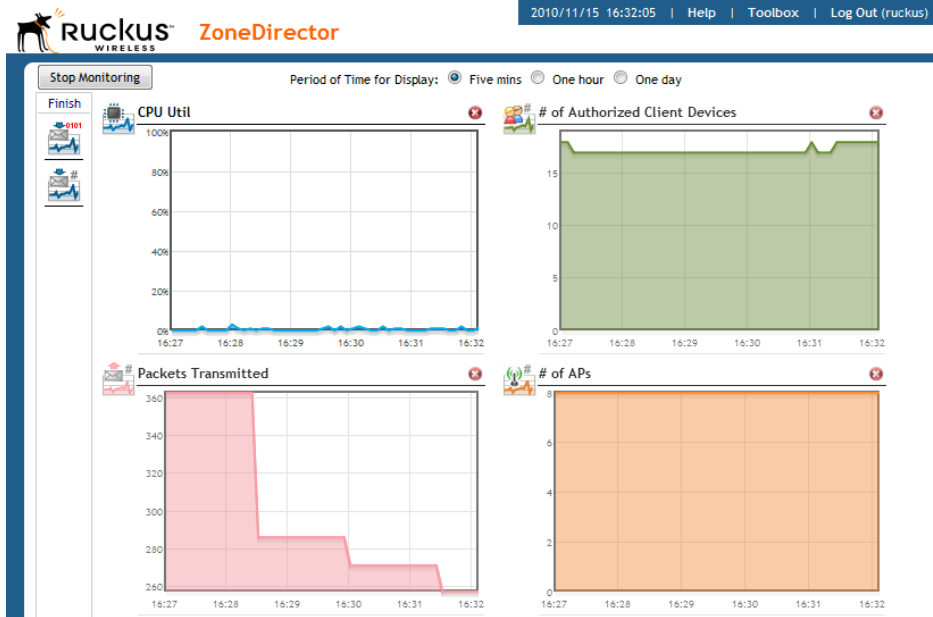 2010/11/15 16:32:05 | Help | Toolbox | Log Out (ruckus)
RUCKUS™
WIRELESS
ZoneDirector
Stop Monitoring
Period of Time for Display: Five mins One hour One day
Finish
0101
#
CPU Util
100%
80%
60%
40%
20%
0%
16:27 16:28 16:29 16:30 16:31 16:32
#
# of Authorized Client Devices
15
10
5
0
16:27 16:28 16:29 16:30 16:31 16:32
#
Packets Transmitted
360
340
320
300
280
260
16:27 16:28 16:29 16:30 16:31 16:32
#
# of APs
8
6
4
2
0
16:27 16:28 16:29 16:30 16:31 16:32